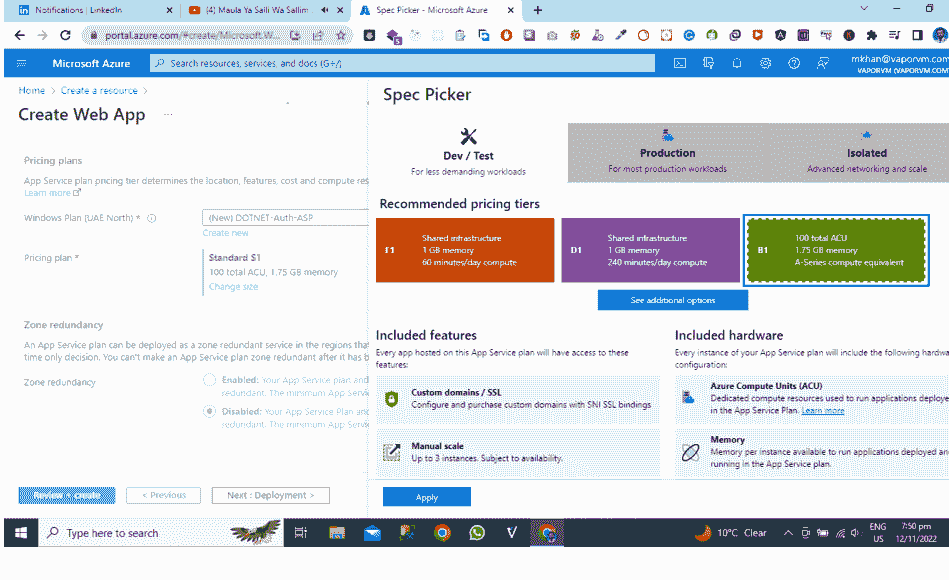 Notifications | LinkedIn
(4) Maula Ya Salli Wa Sallim
Spec Picker - Microsoft Azure
portal.azure.com/#create/Microsoft.W...
Microsoft Azure
Search resources, services, and docs (G+/)
mkhan@vaporvm.com
VAPORVM (VAPORVM.COM)
Home > Create a resource >
Create Web App ...
Pricing plans
App Service plan pricing tier determines the location, features, cost and compute res
Learn more
Windows Plan (UAE North) *
(New) DOTNET-Auth-ASP
Create new
Pricing plan *
Standard S1
100 total ACU, 1.75 GB memory
Change size
Zone redundancy
An App Service plan can be deployed as a zone redundant service in the regions tha
time only decision. You can't make an App Service plan zone redundant after it has b
Zone redundancy
Enabled: Your App Service plan and
redundant. The minimum App Servi
Disabled: Your App Service Plan and
redundant. The minimum App Servi
Review + create
< Previous
Next : Deployment >
Spec Picker
Dev / Test
For less demanding workloads
Production
For most production workloads
Isolated
Advanced networking and scale
Recommended pricing tiers
F1
Shared infrastructure
1 GB memory
60 minutes/day compute
D1
Shared infrastructure
1 GB memory
240 minutes/day compute
B1
100 total ACU
1.75 GB memory
A-Series compute equivalent
See additional options
Included features
Every app hosted on this App Service plan will have access to these
features:
Custom domains / SSL
Configure and purchase custom domains with SNI SSL bindings
Manual scale
Up to 3 instances. Subject to availability.
Included hardware
Every instance of your App Service plan will include the following hardwa
configuration:
Azure Compute Units (ACU)
Dedicated compute resources used to run applications deploye
in the App Service Plan. Learn more
Memory
Memory per instance available to run applications deployed an
running in the App Service plan.
Apply
Type here to search
10°C Clear
ENG
US
7:50 pm
12/11/2022